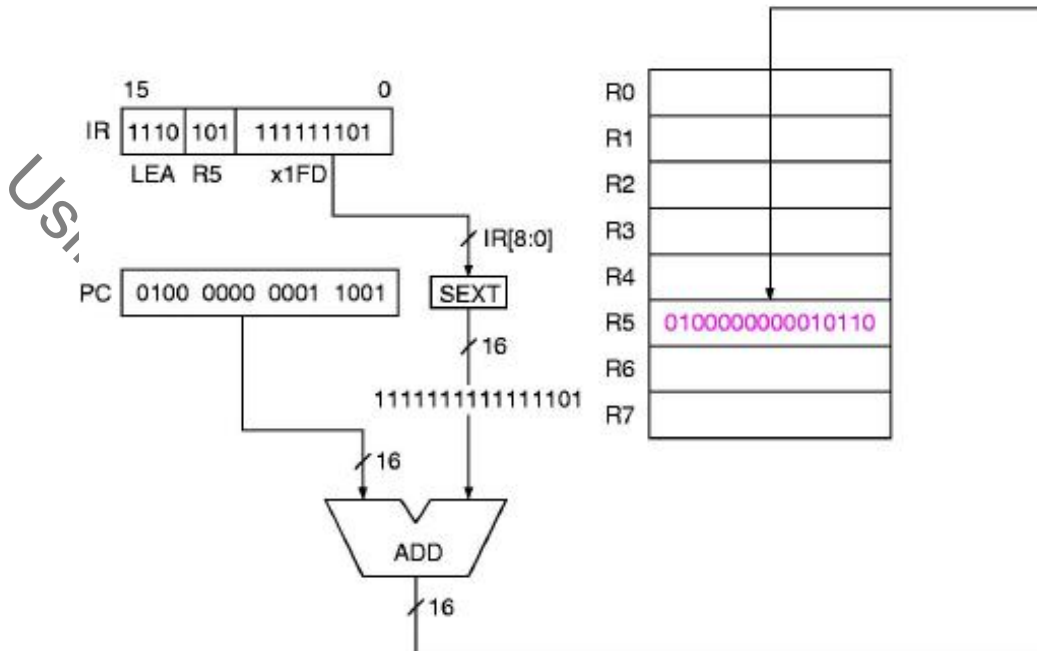 15 0
IR 1110 101 111111101
LEA R5 x1FD
IR[8:0]
PC 0100 0000 0001 1001
SEXT
16
1111111111111101
16
ADD
16
R0
R1
R2
R3
R4
R5 0100000000010110
R6
R7